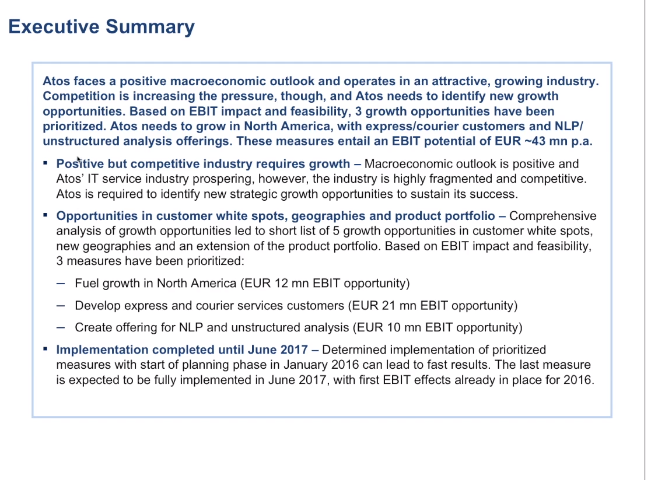 Executive Summary
Atos faces a positive macroeconomic outlook and operates in an attractive, growing industry.
Competition is increasing the pressure, though, and Atos needs to identify new growth
opportunities. Based on EBIT impact and feasibility, 3 growth opportunities have been
prioritized. Atos needs to grow in North America, with express/courier customers and NLP/
unstructured analysis offerings. These measures entail an EBIT potential of EUR ~43 mn p.a.
▪ Positive but competitive industry requires growth – Macroeconomic outlook is positive and
Atos' IT service industry prospering, however, the industry is highly fragmented and competitive.
Atos is required to identify new strategic growth opportunities to sustain its success.
▪ Opportunities in customer white spots, geographies and product portfolio – Comprehensive
analysis of growth opportunities led to short list of 5 growth opportunities in customer white spots,
new geographies and an extension of the product portfolio. Based on EBIT impact and feasibility,
3 measures have been prioritized:
– Fuel growth in North America (EUR 12 mn EBIT opportunity)
– Develop express and courier services customers (EUR 21 mn EBIT opportunity)
– Create offering for NLP and unstructured analysis (EUR 10 mn EBIT opportunity)
▪ Implementation completed until June 2017 – Determined implementation of prioritized
measures with start of planning phase in January 2016 can lead to fast results. The last measure
is expected to be fully implemented in June 2017, with first EBIT effects already in place for 2016.